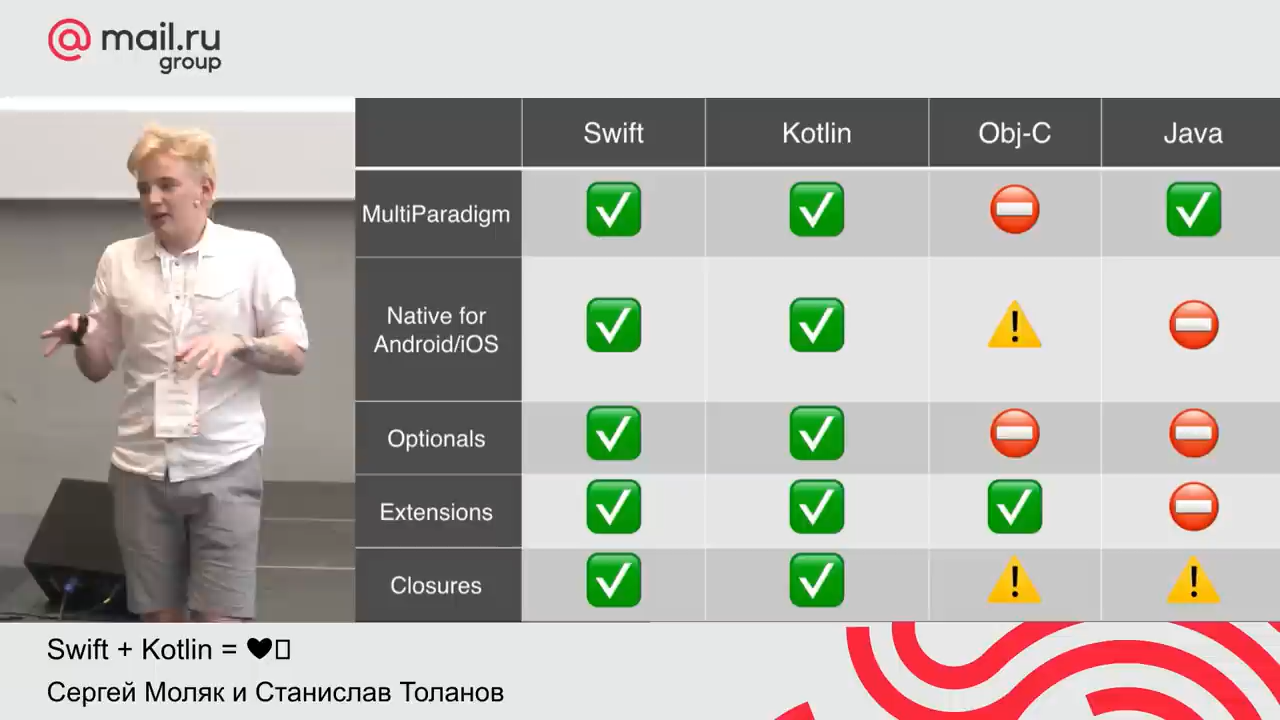 @ mail.ru
group
Swift
Kotlin
Obj-C
Java
MultiParadigm
Native for
Android/iOS
Optionals
Extensions
Closures
Swift + Kotlin = ♥
Сергей Моляк и Станислав Толанов